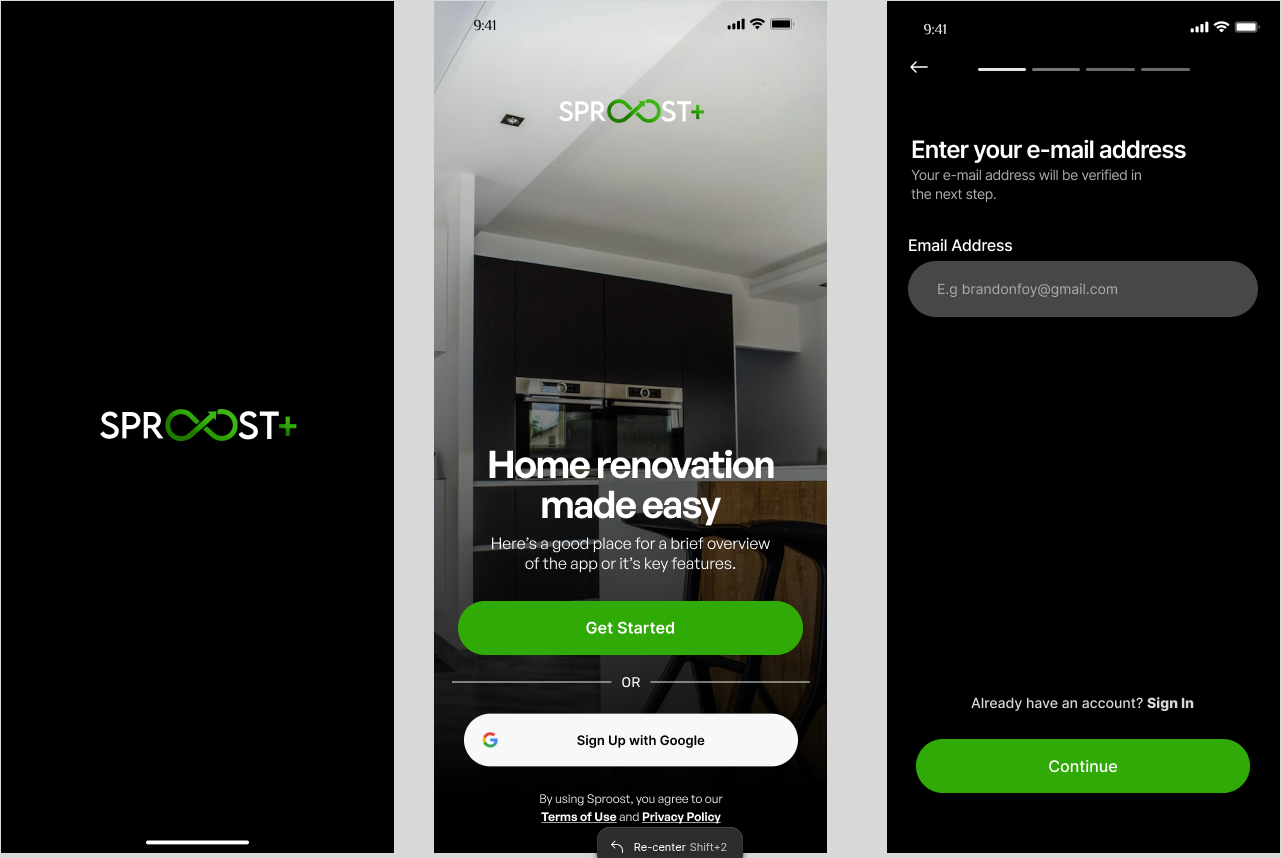 SPROOST+
9:41
SPROOST+
Home renovation
made easy
Here's a good place for a brief overview
of the app or it's key features.
Get Started
OR
Sign Up with Google
By using Sproost, you agree to our
Terms of Use and Privacy Policy
Re-center Shift+2
9:41
Enter your e-mail address
Your e-mail address will be verified in
the next step.
Email Address
E.g brandonfoy@gmail.com
Already have an account? Sign In
Continue